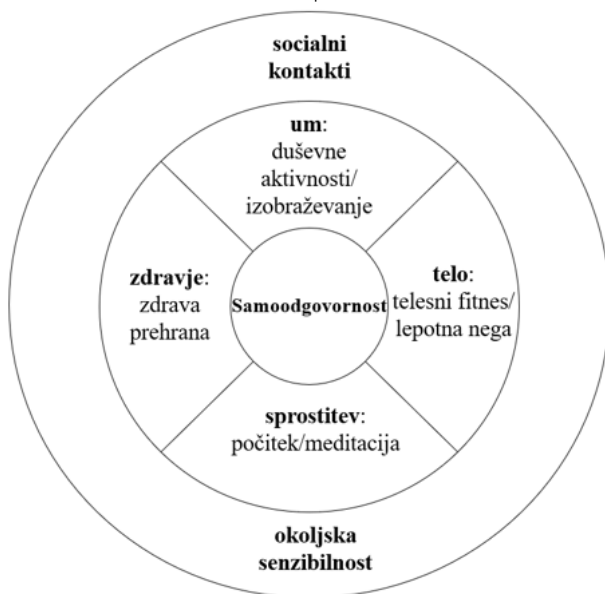 socialni
kontakti
um:
duševne
aktivnosti/
izobraževanje
zdravje:
zdrava
prehrana
Samoodgovornost
telo:
telesni fitnes/
lepotna nega
sprostitev:
počitek/meditacija
okoljska
senzibilnost